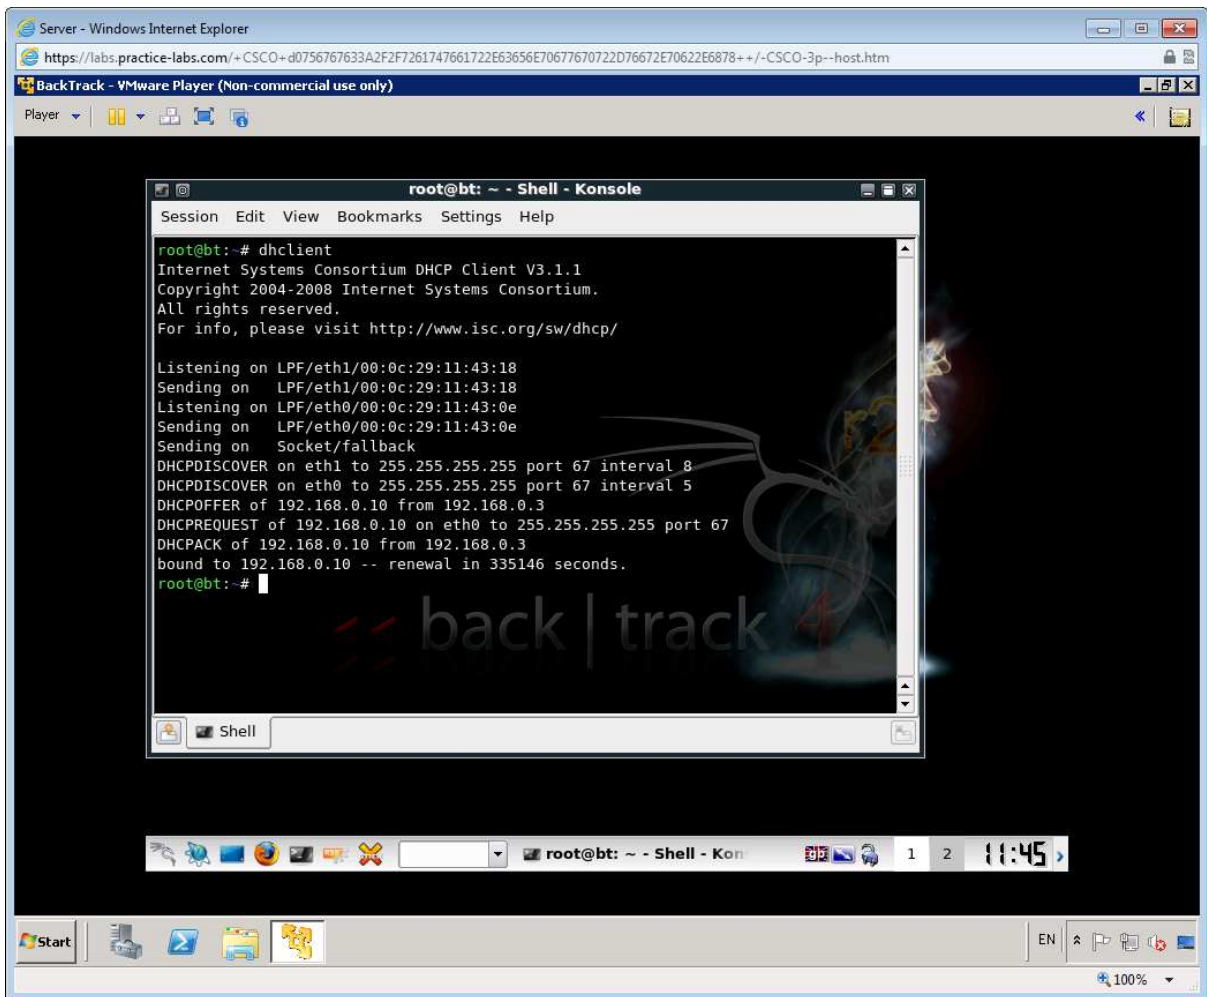 Server - Windows Internet Explorer
https://labs.practice-labs.com/+CSCO+d0756767633A2F2F7261747661722E63656E70677670722D76672E70622E6878++/-CSCO-3p--host.htm
BackTrack - VMware Player (Non-commercial use only)
Player
root@bt: ~ - Shell - Konsole
Session Edit View Bookmarks Settings Help
root@bt:~# dhclient
Internet Systems Consortium DHCP Client V3.1.1
Copyright 2004-2008 Internet Systems Consortium.
All rights reserved.
For info, please visit http://www.isc.org/sw/dhcp/
Listening on LPF/eth1/00:0c:29:11:43:18
Sending on   LPF/eth1/00:0c:29:11:43:18
Listening on LPF/eth0/00:0c:29:11:43:0e
Sending on   LPF/eth0/00:0c:29:11:43:0e
Sending on   Socket/fallback
DHCPDISCOVER on eth1 to 255.255.255.255 port 67 interval 8
DHCPDISCOVER on eth0 to 255.255.255.255 port 67 interval 5
DHCPOFFER of 192.168.0.10 from 192.168.0.3
DHCPREQUEST of 192.168.0.10 on eth0 to 255.255.255.255 port 67
DHCPACK of 192.168.0.10 from 192.168.0.3
bound to 192.168.0.10 -- renewal in 335146 seconds.
root@bt:~#
<< back | track 4
Shell
root@bt: ~ - Shell - Kon
gb
1 2 11:45
Start
EN
100%